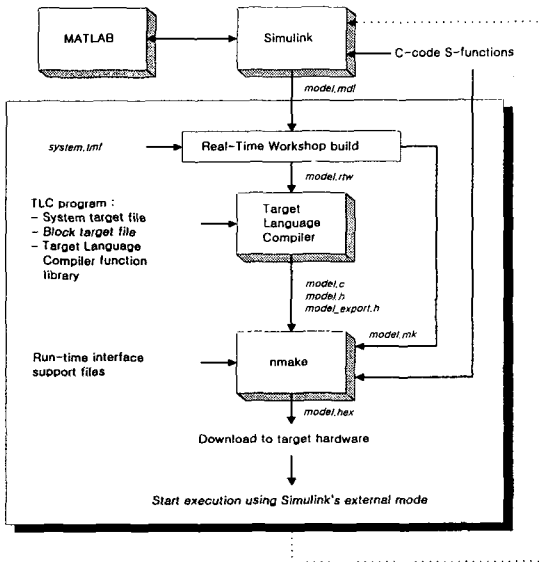 MATLAB
Simulink
C-code S-functions
model.mdl
system.tmf
Real-Time Workshop build
model.rtw
TLC program :
- System target file
- Block target file
- Target Language
Compiler function
library
Target
Language
Compiler
model.c
model.h
model_export.h
model.mk
Run-time interface
support files
nmake
model.hex
Download to target hardware
Start execution using Simulink's external mode